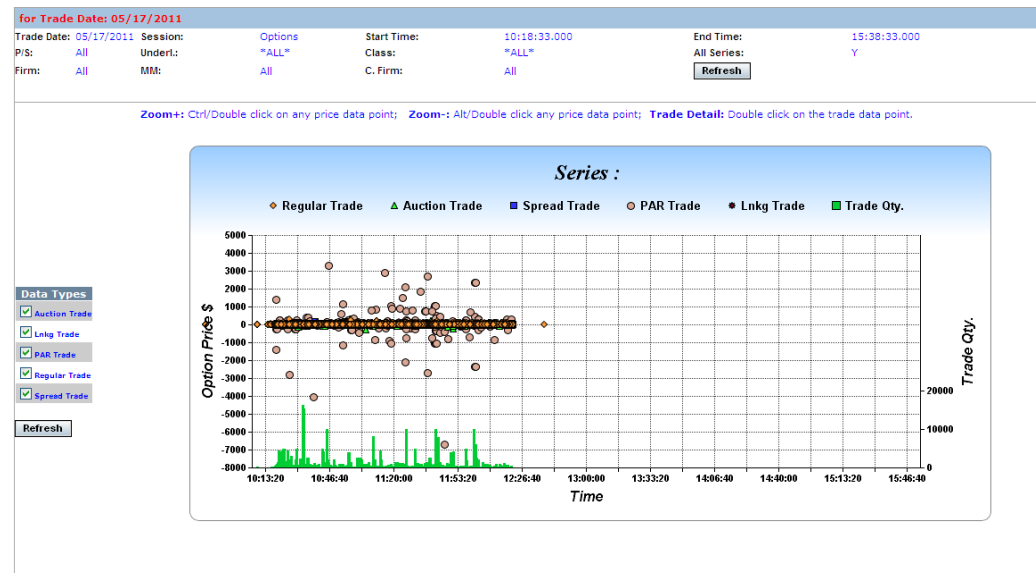 for Trade Date: 05/17/2011
Trade Date: 05/17/2011 Session: Options Start Time: 10:18:33.000 End Time: 15:38:33.000
P/S: All Underl.: *ALL* Class: *ALL* All Series: Y
Firm: All MM: All C. Firm: All Refresh
Zoom+: Ctrl/Double click on any price data point; Zoom-: Alt/Double click any price data point; Trade Detail: Double click on the trade data point.
Series :
Regular Trade Auction Trade Spread Trade PAR Trade Lnkg Trade Trade Qty.
Data Types
Auction Trade
Lnkg Trade
PAR Trade
Regular Trade
Spread Trade
Refresh
Option Price $
5000
4000
3000
2000
1000
0
-1000
-2000
-3000
-4000
-5000
-6000
-7000
-8000
Trade Qty.
20000
10000
0
10:13:20 10:46:40 11:20:00 11:53:20 12:26:40 13:00:00 13:33:20 14:06:40 14:40:00 15:13:20 15:46:40
Time